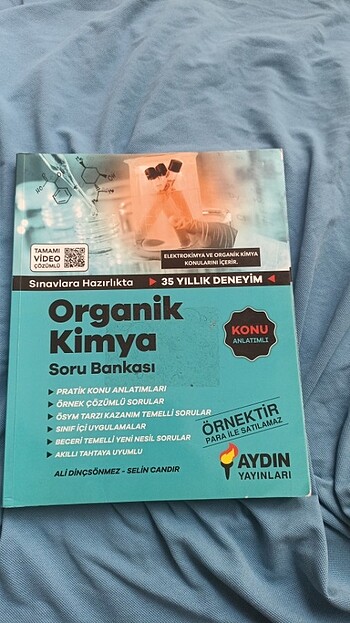 TAMAMI
VİDEO
ÇÖZÜMLÜ
ELEKTROKİMYA VE ORGANİK KİMYA
KONULARINI İÇERİR.
Sınavlara Hazırlıkta 35 YILLIK DENEYİM
Organik
Kimya
Soru Bankası
KONU
ANLATIMLI
PRATİK KONU ANLATIMLARI
ÖRNEK ÇÖZÜMLÜ SORULAR
ÖSYM TARZI KAZANIM TEMELLİ SORULAR
SINIF İÇİ UYGULAMALAR
BECERİ TEMELLİ YENİ NESİL SORULAR
AKILLI TAHTAYA UYUMLU
ÖRNEKTİR
PARA İLE SATILAMAZ
ALİ DİNÇSÖNMEZ - SELİN CANDIR
AYDIN
YAYINLARI